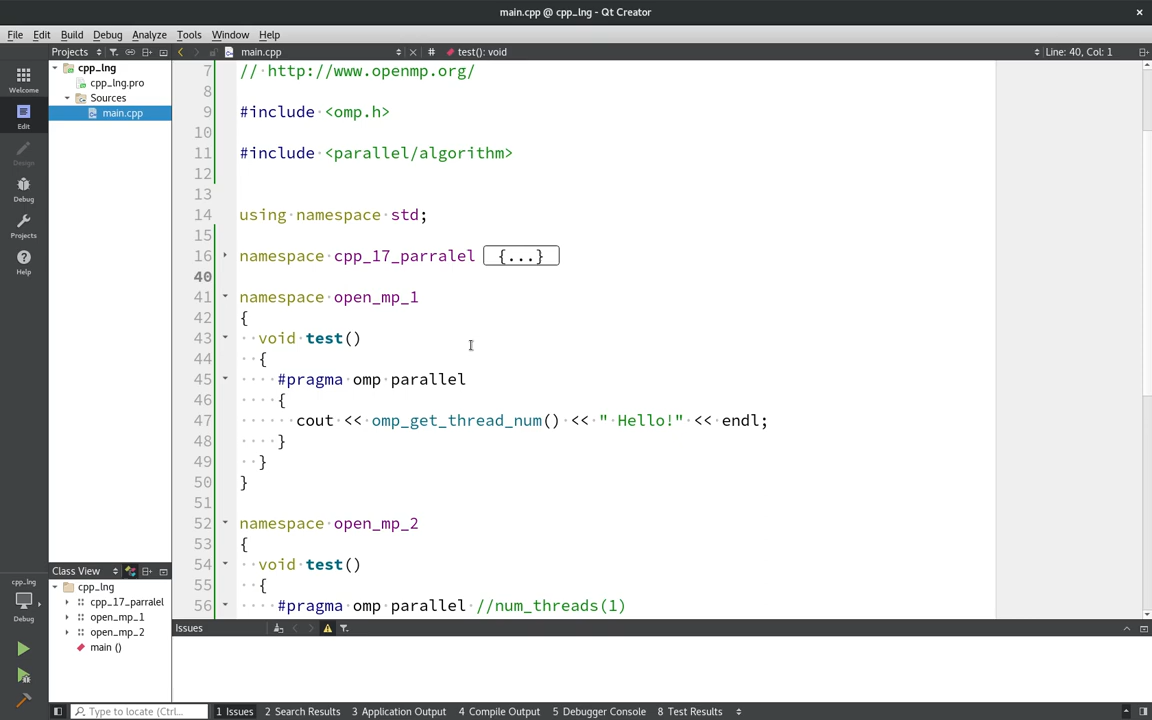 main.cpp @ cpp_lng - Qt Creator
×
File Edit Build Debug Analyze Tools Window Help
Projects
main.cpp
#
test(): void
Line: 40, Col: 1
Welcome
Edit
Design
Debug
Projects
Help
cpp_lng
cpp_lng.pro
Sources
main.cpp
7 // http://www.openmp.org/
8
9 #include <omp.h>
10
11 #include <parallel/algorithm>
12
13
14 using namespace std;
15
16 namespace cpp_17_parralel {...}
40
41 namespace open_mp_1
42 {
43 void test()
44 {
45 #pragma omp parallel
46 {
47 cout << omp_get_thread_num() << " Hello!" << endl;
48 }
49 }
50 }
51
52 namespace open_mp_2
53 {
54 void test()
55 {
56 #pragma omp parallel //num_threads(1)
Class View
cpp_lng
cpp_17_parralel
open_mp_1
open_mp_2
main ()
cpp_lng
Debug
Issues
Type to locate (Ctrl...
1 Issues 2 Search Results 3 Application Output 4 Compile Output 5 Debugger Console 8 Test Results